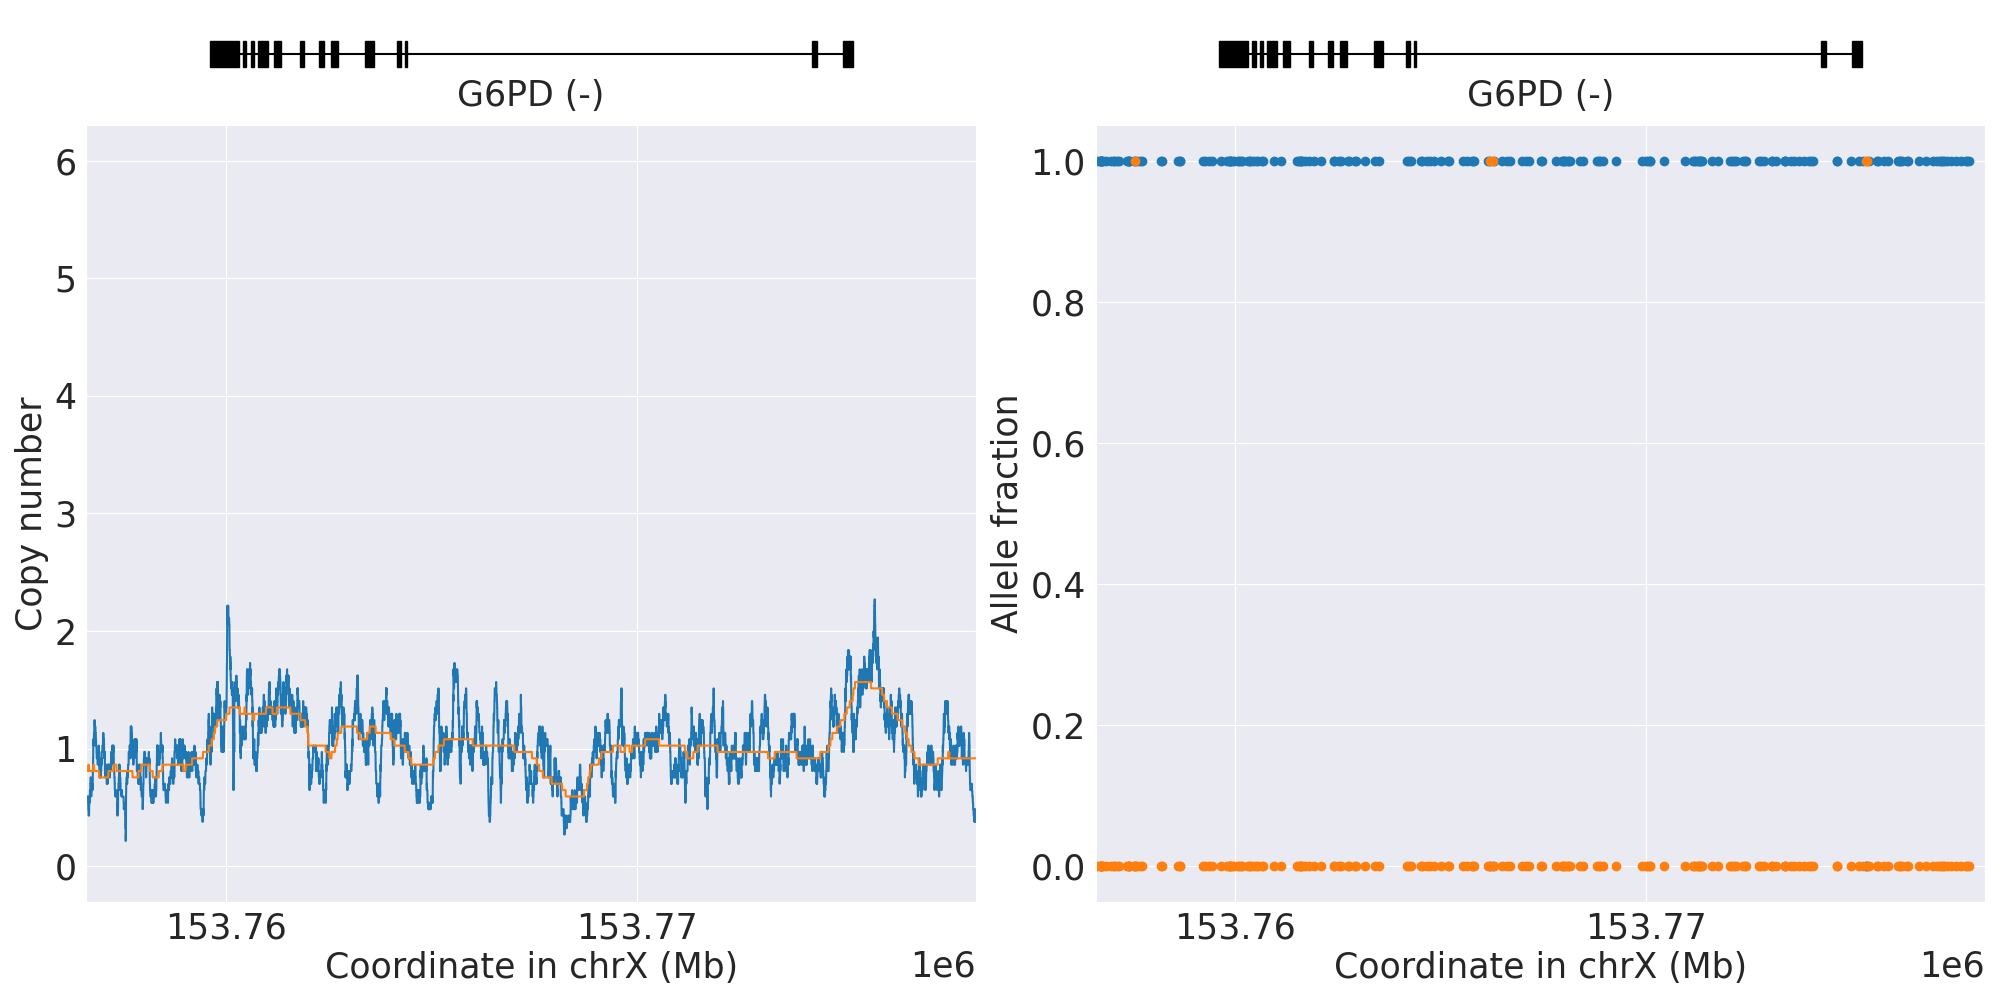 G6PD (-)
6
5
4
3
2
1
0
Copy number
153.76
153.77
Coordinate in chrX (Mb)
1e6
G6PD (-)
1.0
0.8
0.6
0.4
0.2
0.0
Allele fraction
153.76
153.77
Coordinate in chrX (Mb)
1e6